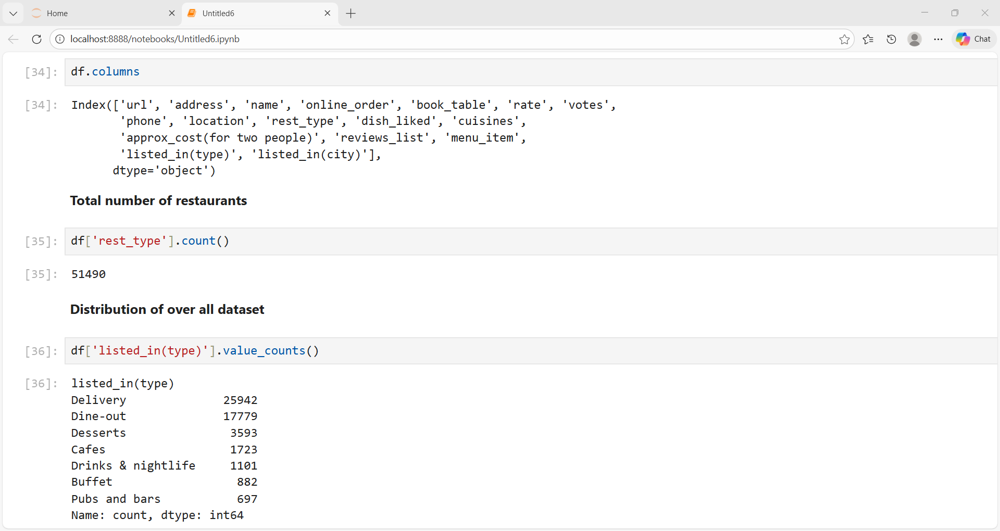 Home
Untitled6
localhost:8888/notebooks/Untitled6.ipynb
Chat
[34]: df.columns
[34]: Index(['url', 'address', 'name', 'online_order', 'book_table', 'rate', 'votes',
       'phone', 'location', 'rest_type', 'dish_liked', 'cuisines',
       'approx_cost(for two people)', 'reviews_list', 'menu_item',
       'listed_in(type)', 'listed_in(city)'],
      dtype='object')
Total number of restaurants
[35]: df['rest_type'].count()
[35]: 51490
Distribution of over all dataset
[36]: df['listed_in(type)'].value_counts()
[36]: listed_in(type)
Delivery              25942
Dine-out              17779
Desserts               3593
Cafes                  1723
Drinks & nightlife     1101
Buffet                  882
Pubs and bars           697
Name: count, dtype: int64